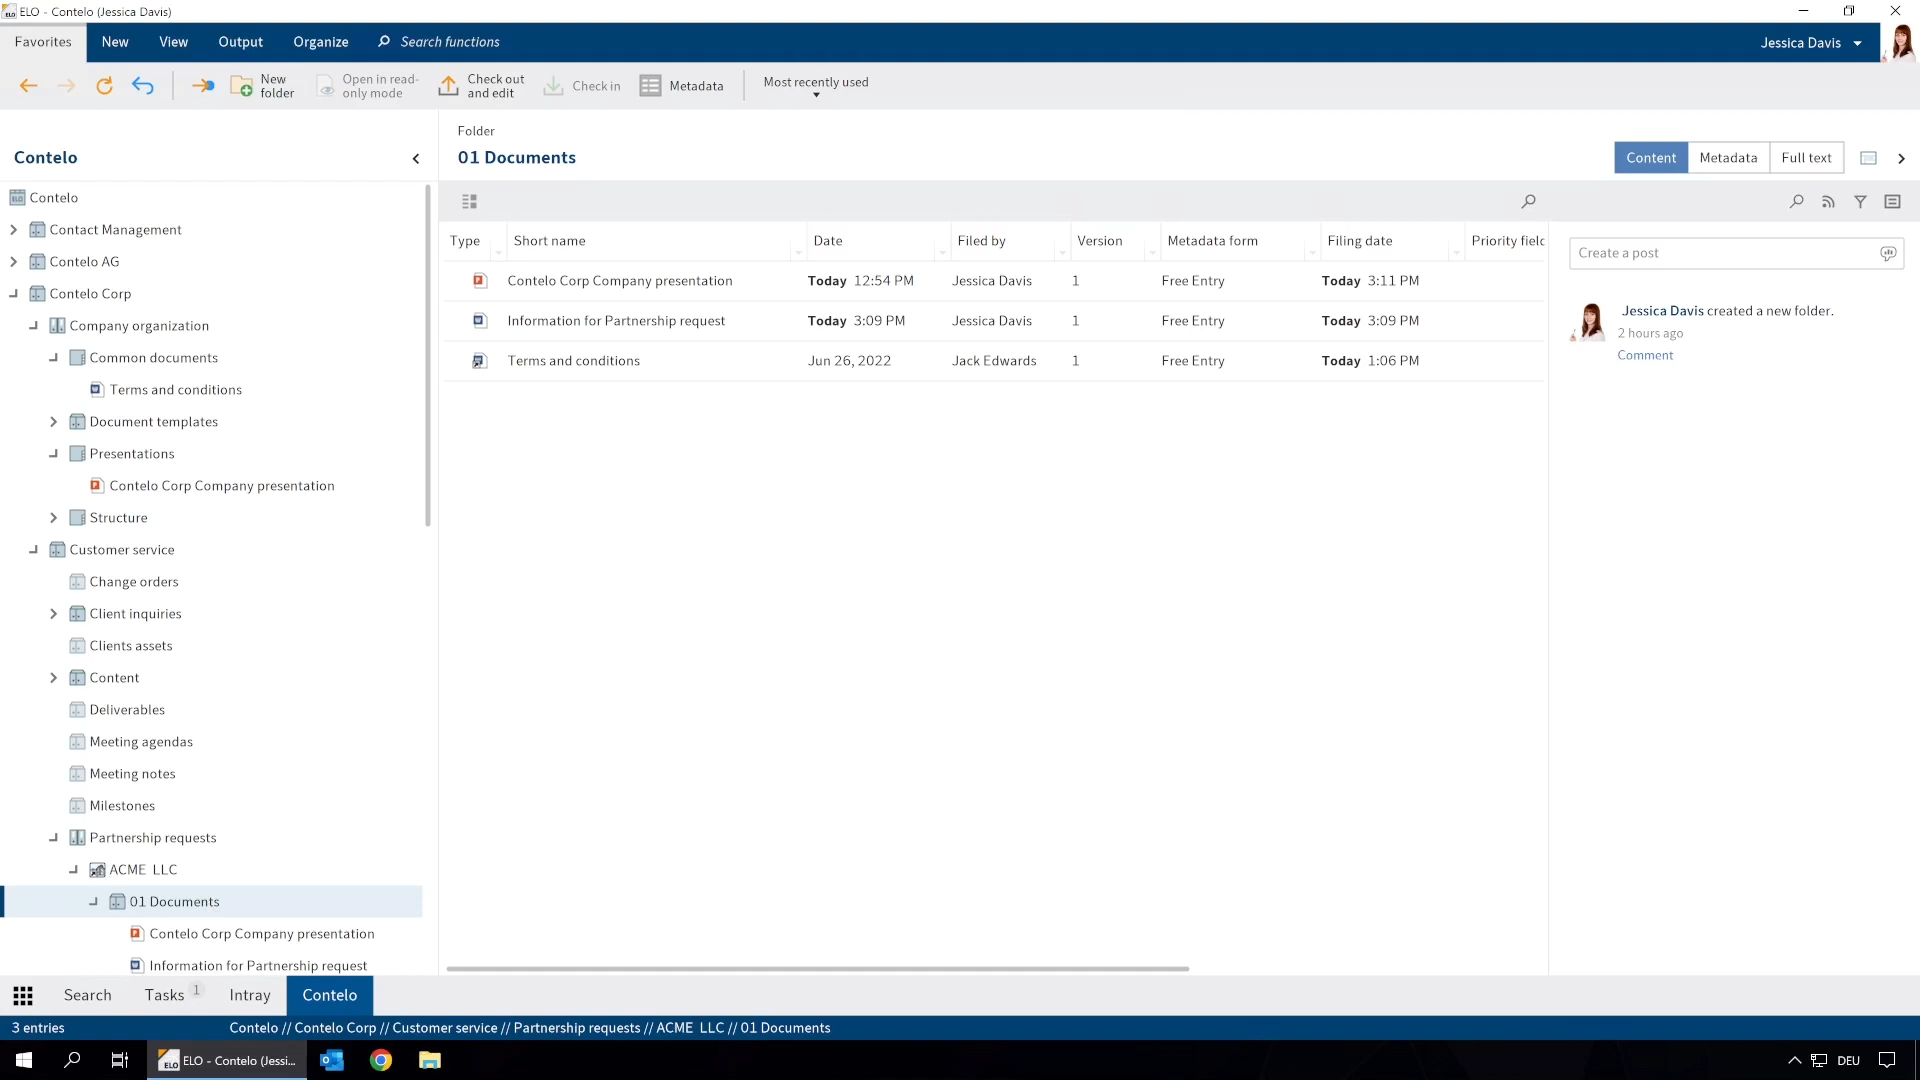 ELO - Contelo (Jessica Davis)
Favorites New View Output Organize Search functions Jessica Davis
New folder
Open in read-only mode
Check out and edit
Check in
Metadata
Most recently used
Contelo
Folder
01 Documents
Content Metadata Full text
Contelo
Contact Management
Contelo AG
Contelo Corp
Company organization
Common documents
Terms and conditions
Document templates
Presentations
Contelo Corp Company presentation
Structure
Customer service
Change orders
Client inquiries
Clients assets
Content
Deliverables
Meeting agendas
Meeting notes
Milestones
Partnership requests
ACME LLC
01 Documents
Contelo Corp Company presentation
Information for Partnership request
Type Short name Date Filed by Version Metadata form Filing date Priority field
Contelo Corp Company presentation Today 12:54 PM Jessica Davis 1 Free Entry Today 3:11 PM
Information for Partnership request Today 3:09 PM Jessica Davis 1 Free Entry Today 3:09 PM
Terms and conditions Jun 26, 2022 Jack Edwards 1 Free Entry Today 1:06 PM
Create a post
Jessica Davis created a new folder.
2 hours ago
Comment
Search Tasks 1 Intray Contelo
3 entries Contelo // Contelo Corp // Customer service // Partnership requests // ACME LLC // 01 Documents
ELO - Contelo (Jessi... DEU